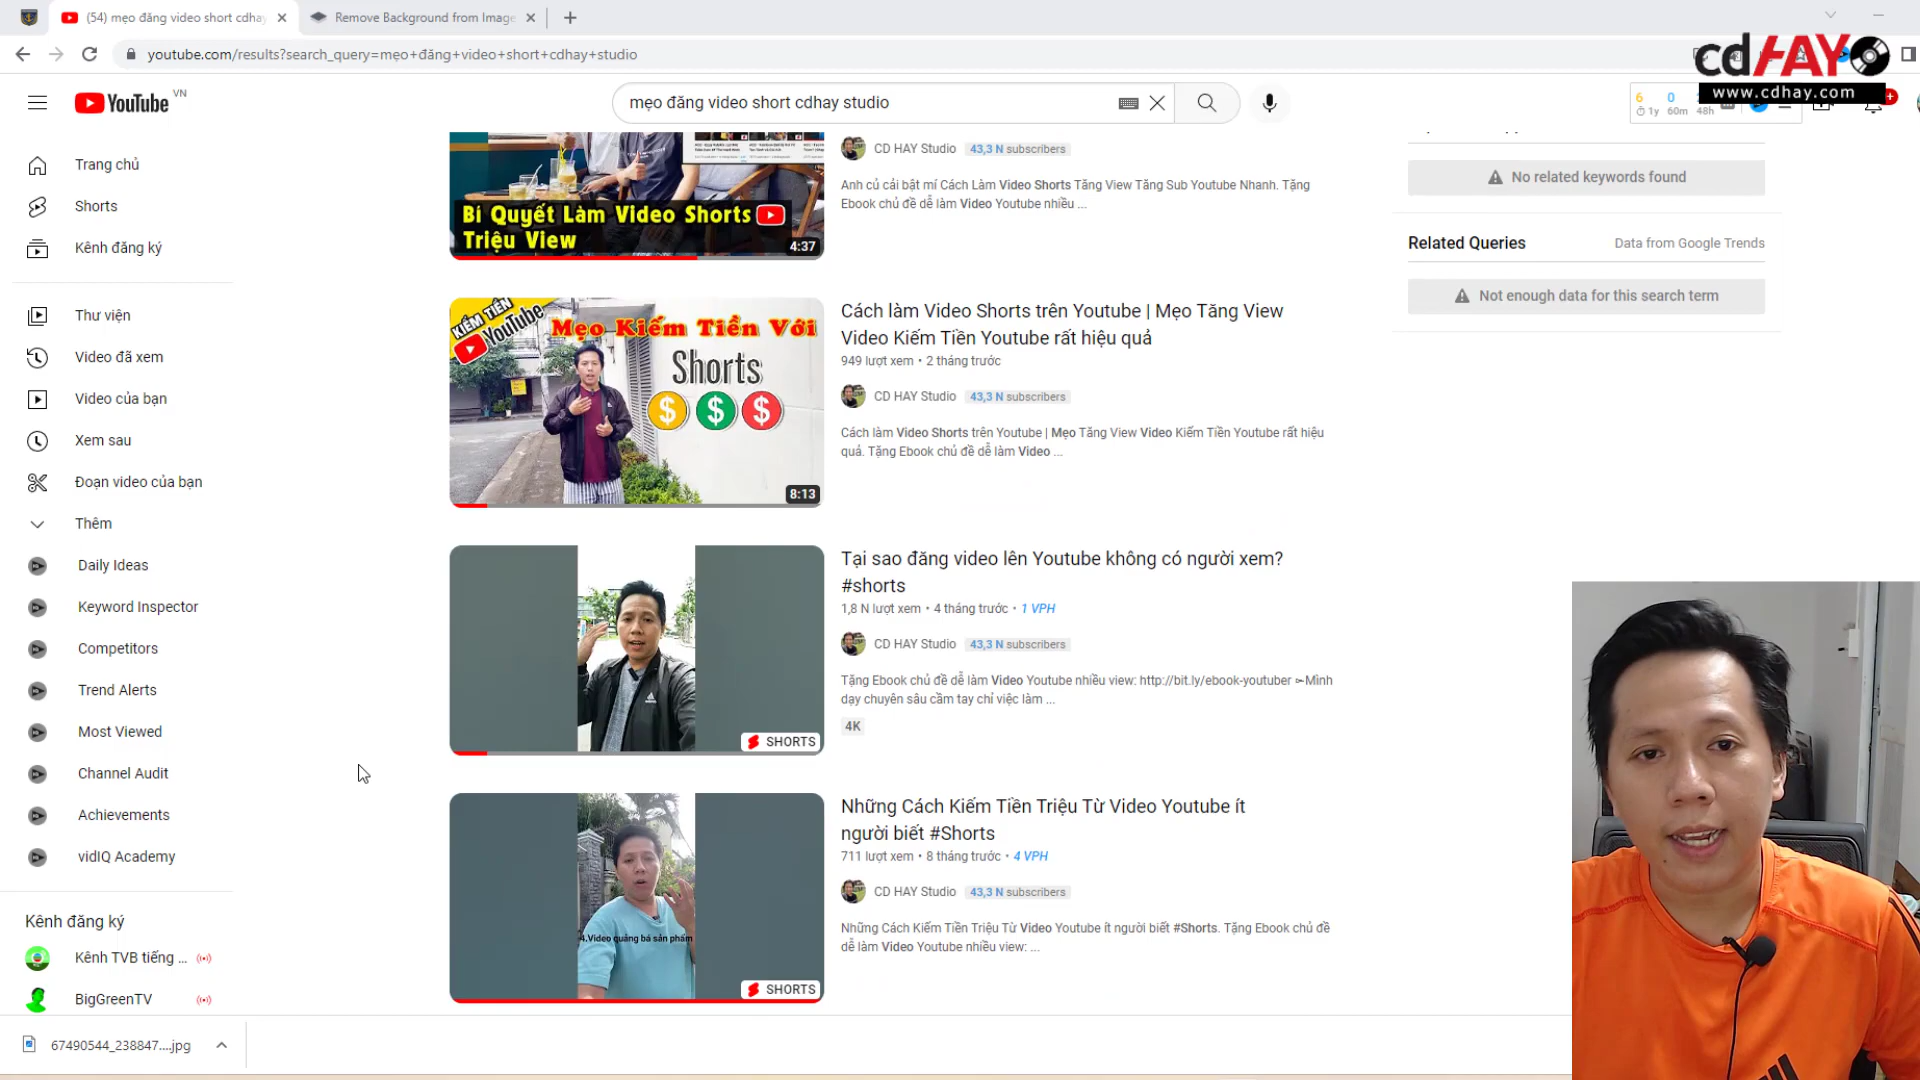 (54) mẹo đăng video short cdhay
Remove Background from Image
youtube.com/results?search_query=mẹo+đăng+video+short+cdhay+studio
cdHAY
www.cdhay.com
YouTube VN
mẹo đăng video short cdhay studio
6 0
1y 60m 48h
Trang chủ
Shorts
Kênh đăng ký
Thư viện
Video đã xem
Video của bạn
Xem sau
Đoạn video của bạn
Thêm
Daily Ideas
Keyword Inspector
Competitors
Trend Alerts
Most Viewed
Channel Audit
Achievements
vidIQ Academy
Kênh đăng ký
Kênh TVB tiếng ...
BigGreenTV
Bí Quyết Làm Video Shorts
Triệu View
4:37
CD HAY Studio 43,3 N subscribers
Anh củ cải bật mí Cách Làm Video Shorts Tăng View Tăng Sub Youtube Nhanh. Tặng
Ebook chủ đề dễ làm Video Youtube nhiều ...
KIẾM TIỀN
YouTube
Mẹo Kiếm Tiền Với
Shorts
$ $ $
8:13
Cách làm Video Shorts trên Youtube | Mẹo Tăng View
Video Kiếm Tiền Youtube rất hiệu quả
949 lượt xem • 2 tháng trước
CD HAY Studio 43,3 N subscribers
Cách làm Video Shorts trên Youtube | Mẹo Tăng View Video Kiếm Tiền Youtube rất hiệu
quả. Tặng Ebook chủ đề dễ làm Video ...
SHORTS
Tại sao đăng video lên Youtube không có người xem?
#shorts
1,8 N lượt xem • 4 tháng trước • 1 VPH
CD HAY Studio 43,3 N subscribers
Tặng Ebook chủ đề dễ làm Video Youtube nhiều view: http://bit.ly/ebook-youtuber ➣Mình
dạy chuyên sâu cầm tay chỉ việc làm ...
4K
4.Video quảng bá sản phẩm
SHORTS
Những Cách Kiếm Tiền Triệu Từ Video Youtube ít
người biết #Shorts
711 lượt xem • 8 tháng trước • 4 VPH
CD HAY Studio 43,3 N subscribers
Những Cách Kiếm Tiền Triệu Từ Video Youtube ít người biết #Shorts. Tặng Ebook chủ đề
dễ làm Video Youtube nhiều view: ...
No related keywords found
Related Queries Data from Google Trends
Not enough data for this search term
67490544_238847....jpg